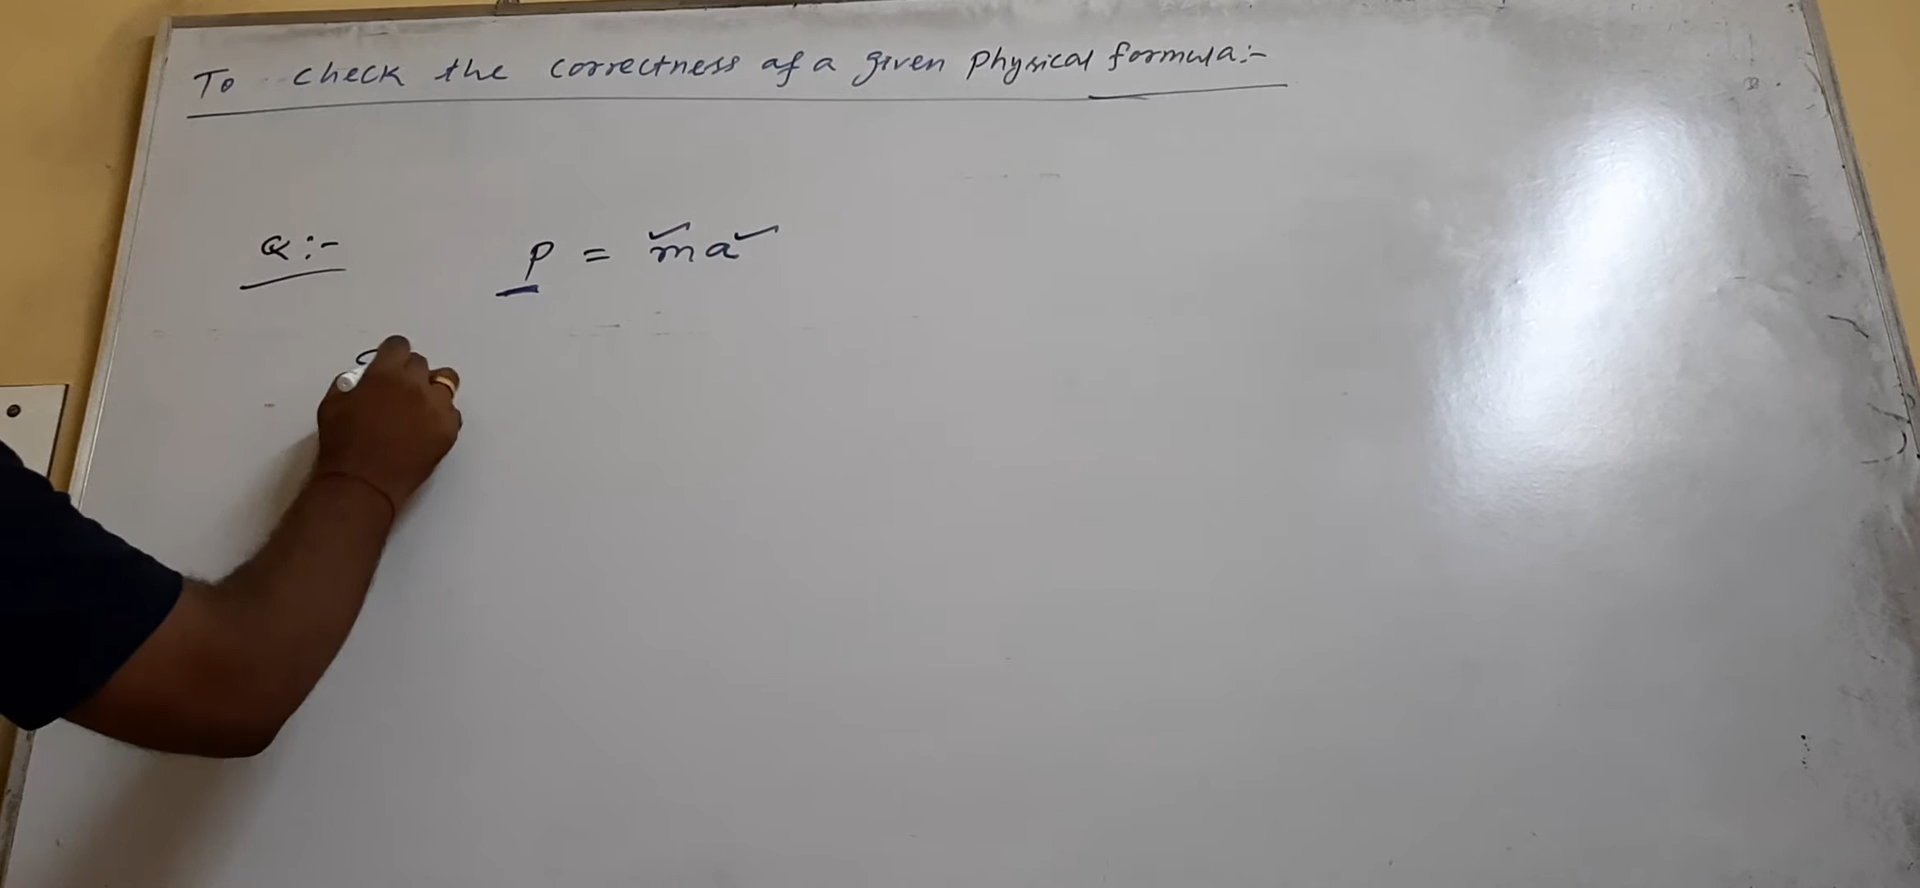 To check the correctness of a given physical formula:-
Q:- p = ma